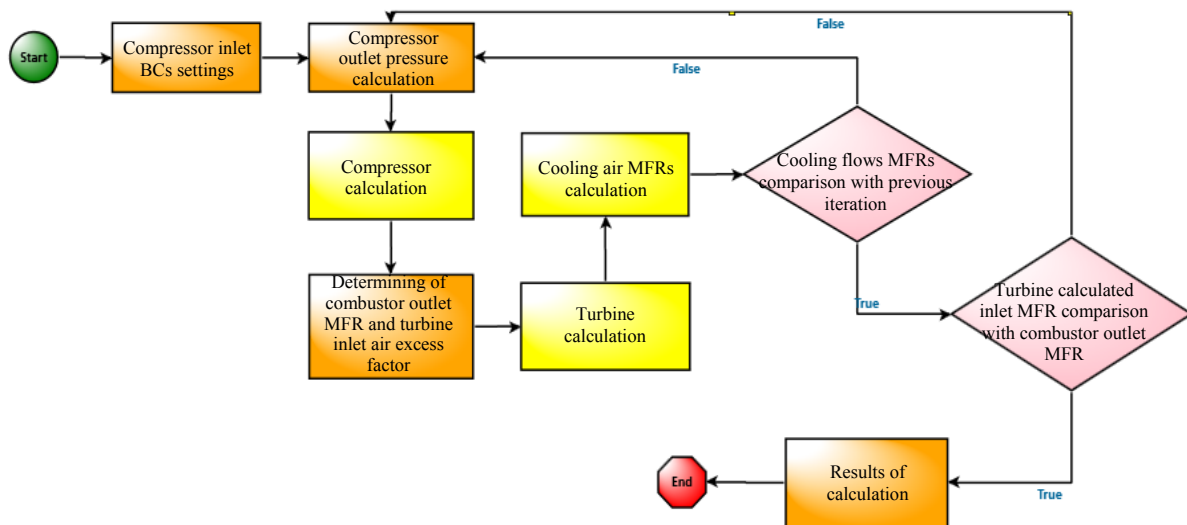 Start
Compressor inlet
BCs settings
Compressor
outlet pressure
calculation
False
False
Compressor
calculation
Cooling air MFRs
calculation
Cooling flows MFRs
comparison with previous
iteration
Determining of
combustor outlet
MFR and turbine
inlet air excess
factor
Turbine
calculation
True
Turbine calculated
inlet MFR comparison
with combustor outlet
MFR
End
Results of
calculation
True